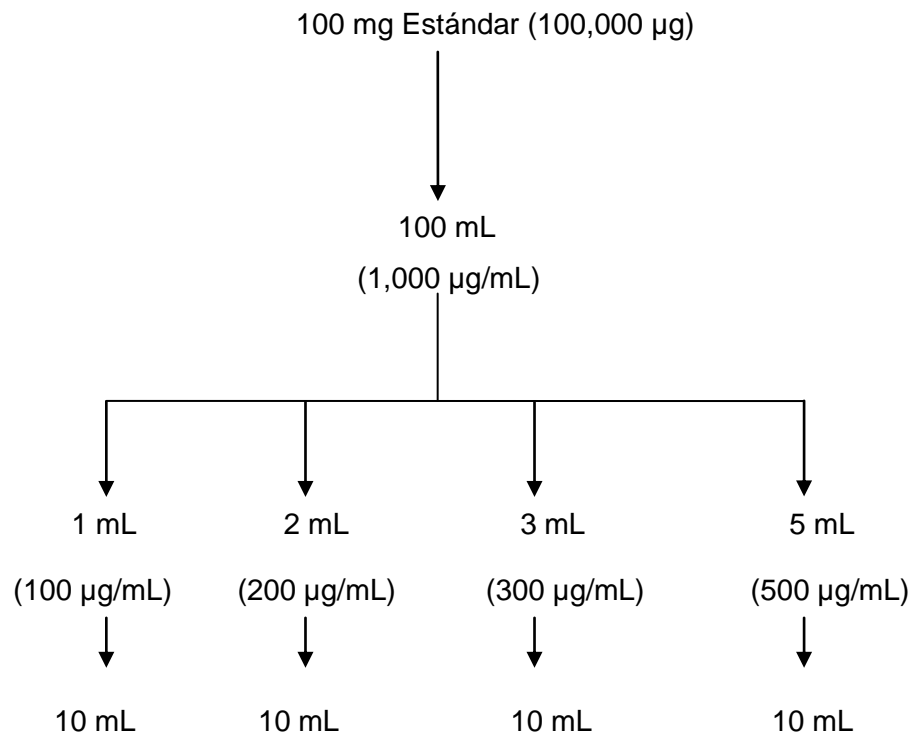 100 mg Estándar (100,000 µg)
100 mL
(1,000 µg/mL)
1 mL 2 mL 3 mL 5 mL
(100 µg/mL) (200 µg/mL) (300 µg/mL) (500 µg/mL)
10 mL 10 mL 10 mL 10 mL